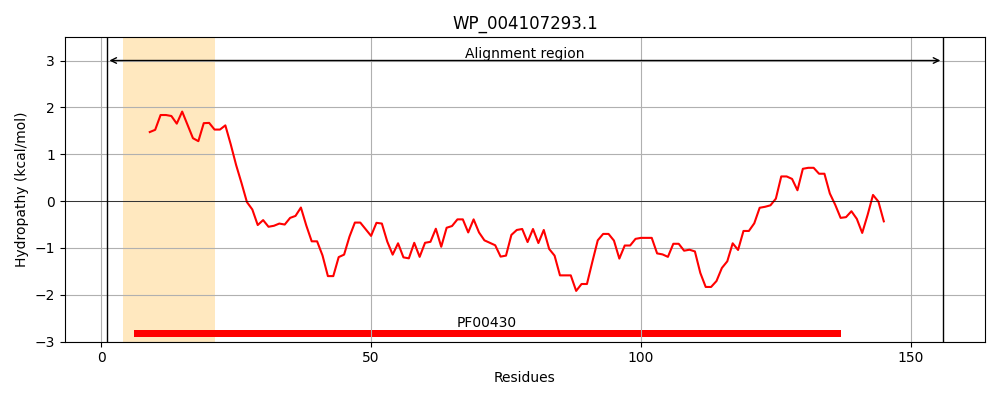 WP_004107293.1
Alignment region
3
2
1
0
−1
−2
−3
Hydropathy (kcal/mol)
PF00430
0
50
100
150
Residues